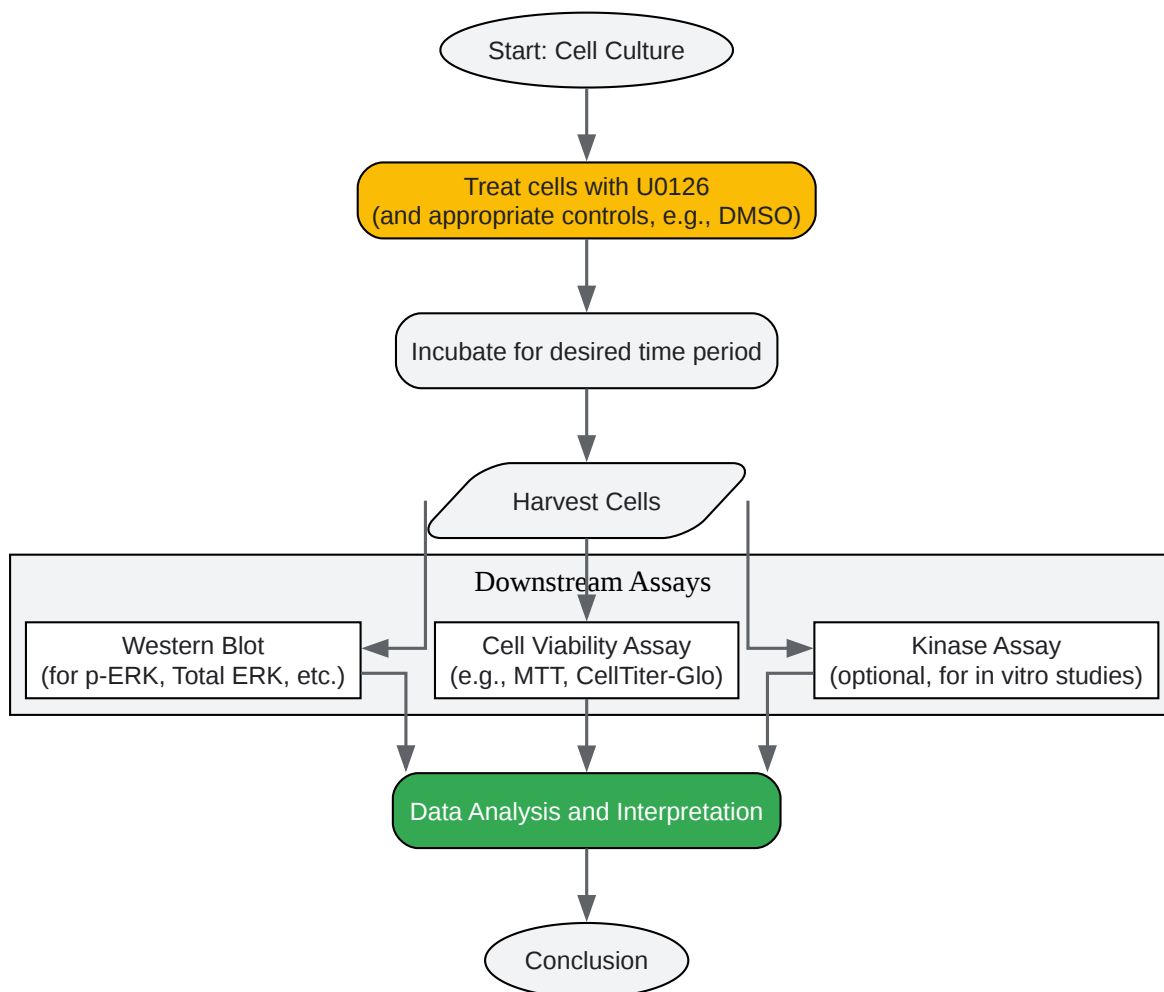 Start: Cell Culture
Treat cells with U0126
(and appropriate controls, e.g., DMSO)
Incubate for desired time period
Harvest Cells
Downstream Assays
Western Blot
(for p-ERK, Total ERK, etc.)
Cell Viability Assay
(e.g., MTT, CellTiter-Glo)
Kinase Assay
(optional, for in vitro studies)
Data Analysis and Interpretation
Conclusion